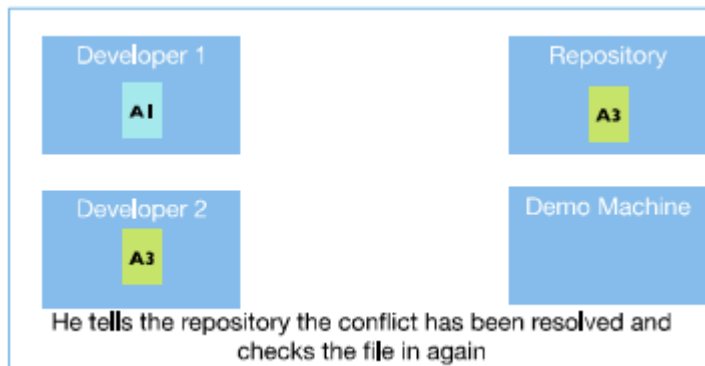 Developer 1
A1
Repository
A3
Developer 2
A3
Demo Machine
He tells the repository the conflict has been resolved and
checks the file in again